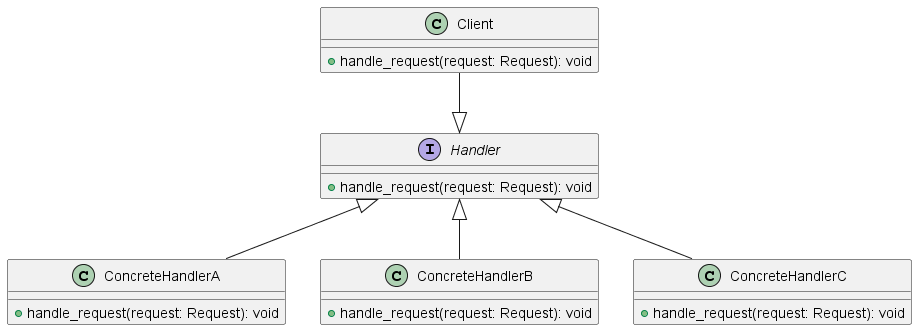 C Client
handle_request(request: Request): void
I Handler
handle_request(request: Request): void
C ConcreteHandlerA
handle_request(request: Request): void
C ConcreteHandlerB
handle_request(request: Request): void
C ConcreteHandlerC
handle_request(request: Request): void